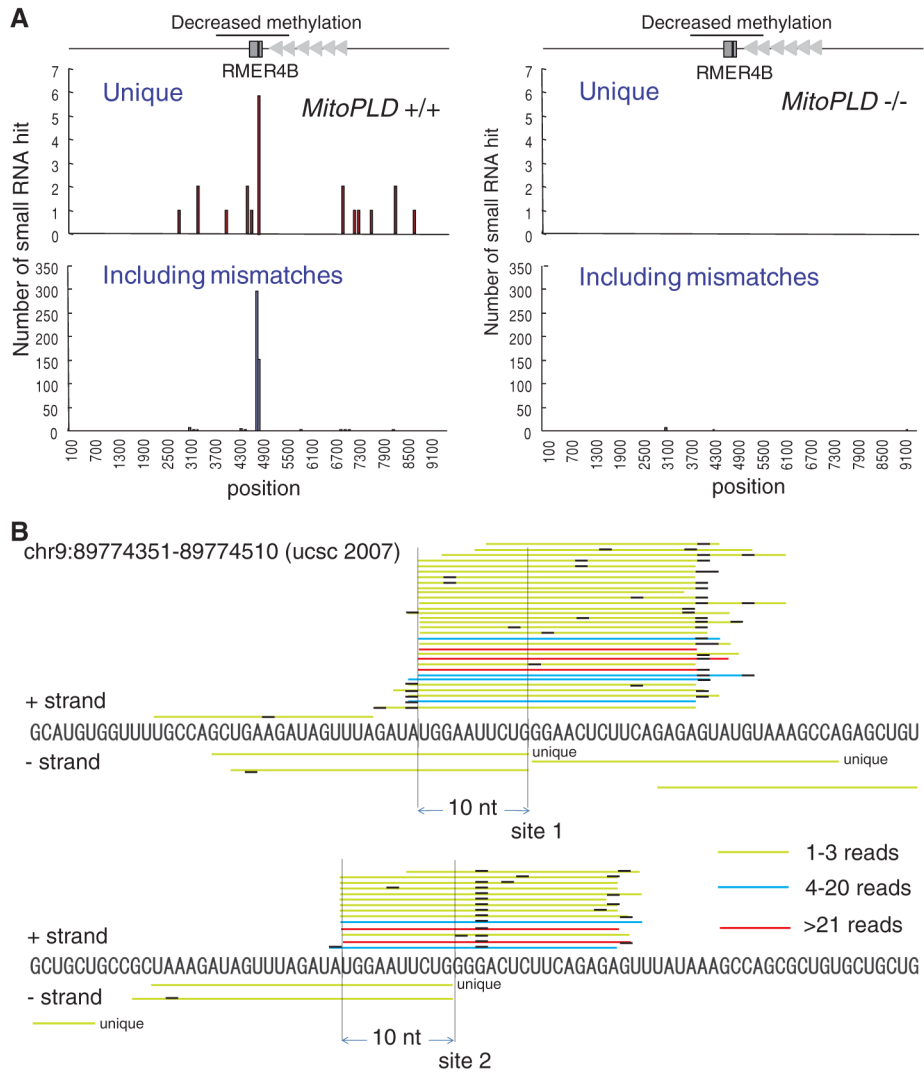 A
Decreased methylation
RMER4B
Unique
MitoPLD +/+
7
6
5
4
3
2
1
0
Number of small RNA hit
Including mismatches
350
300
250
200
150
100
50
0
100 700 1300 1900 2500 3100 3700 4300 4900 5500 6100 6700 7300 7900 8500 9100
position
Decreased methylation
RMER4B
Unique
MitoPLD -/-
7
6
5
4
3
2
1
0
Number of small RNA hit
Including mismatches
350
300
250
200
150
100
50
0
100 700 1300 1900 2500 3100 3700 4300 4900 5500 6100 6700 7300 7900 8500 9100
position
B
chr9:89774351-89774510 (ucsc 2007)
+ strand
GCAUGUGGUUUUGCCAGCUGAAGAUAGUUUAGAUAUGGAAUUCUGGGAACUCUUCAGAGAGUAUGUAAAGCCAGAGCUGU
- strand
unique
unique
10 nt
site 1
1-3 reads
4-20 reads
>21 reads
+ strand
GCUGCUGCCGCUAAAGAUAGUUUAGAUAUGGAAUUCUGGGGACUCUUCAGAGAGUUUAUAAAGCCAGCGCUGUGCUGCUG
- strand
unique
unique
10 nt
site 2